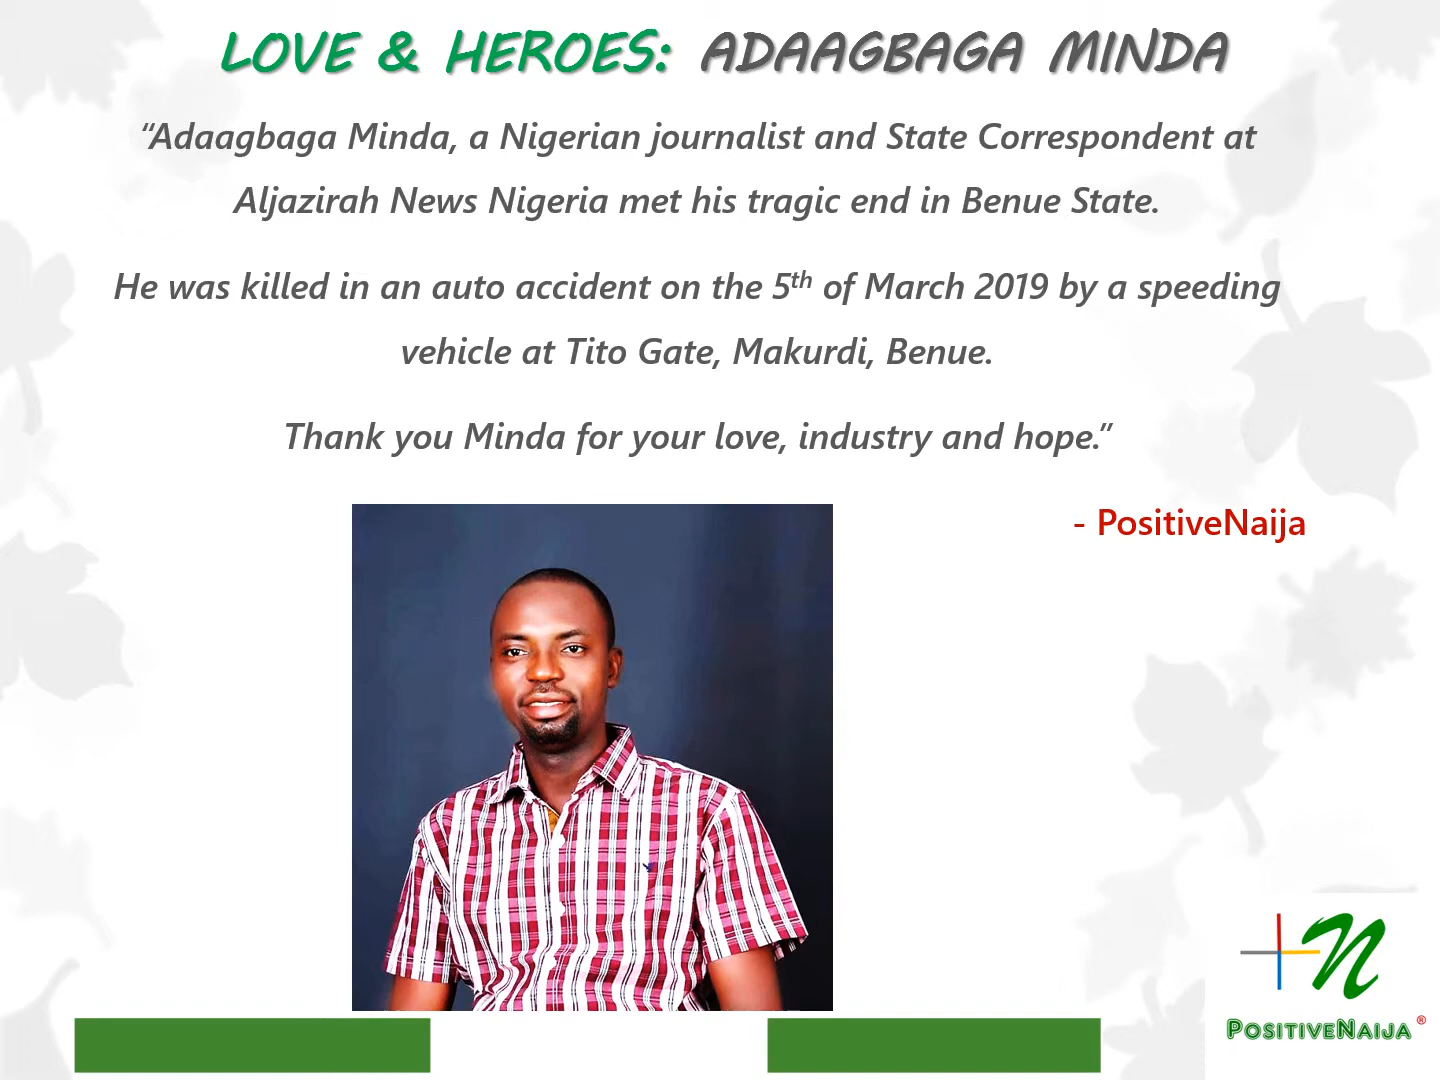 LOVE & HEROES: ADAAGBAGA MINDA
“Adaagbaga Minda, a Nigerian journalist and State Correspondent at
Aljazirah News Nigeria met his tragic end in Benue State.
He was killed in an auto accident on the 5th of March 2019 by a speeding
vehicle at Tito Gate, Makurdi, Benue.
Thank you Minda for your love, industry and hope.”
- PositiveNaija
N
POSITIVENAIJA®